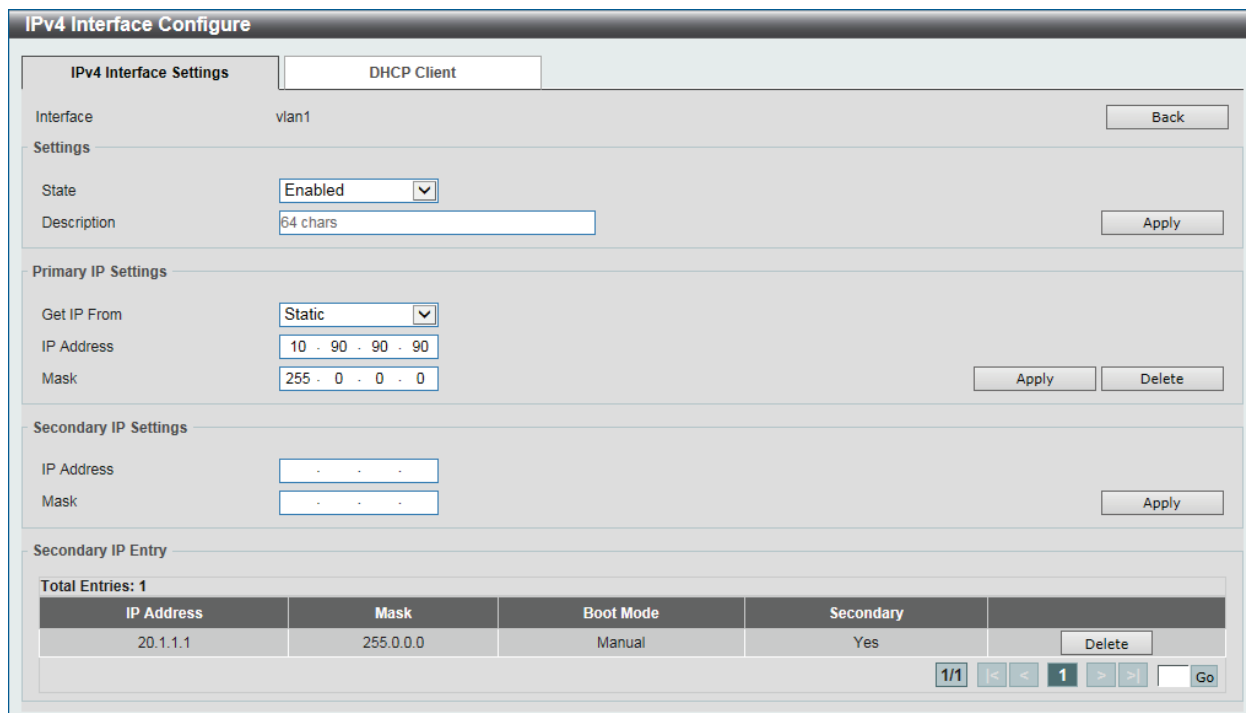 IPv4 Interface Configure
IPv4 Interface Settings DHCP Client
Interface vlan1 Back
Settings
State Enabled
Description 64 chars Apply
Primary IP Settings
Get IP From Static
IP Address 10 . 90 . 90 . 90
Mask 255 . 0 . 0 . 0 Apply Delete
Secondary IP Settings
IP Address . . .
Mask . . . Apply
Secondary IP Entry
Total Entries: 1
IP Address Mask Boot Mode Secondary
20.1.1.1 255.0.0.0 Manual Yes Delete
1/1 |< < 1 > >| Go